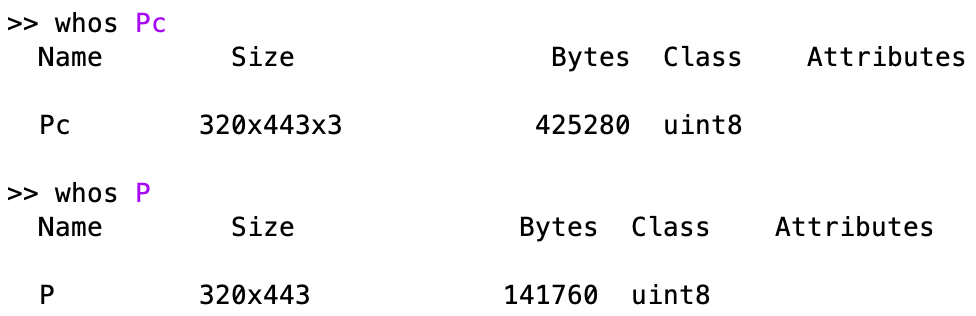 >> whos Pc
Name Size Bytes Class Attributes
Pc 320x443x3 425280 uint8
>> whos P
Name Size Bytes Class Attributes
P 320x443 141760 uint8